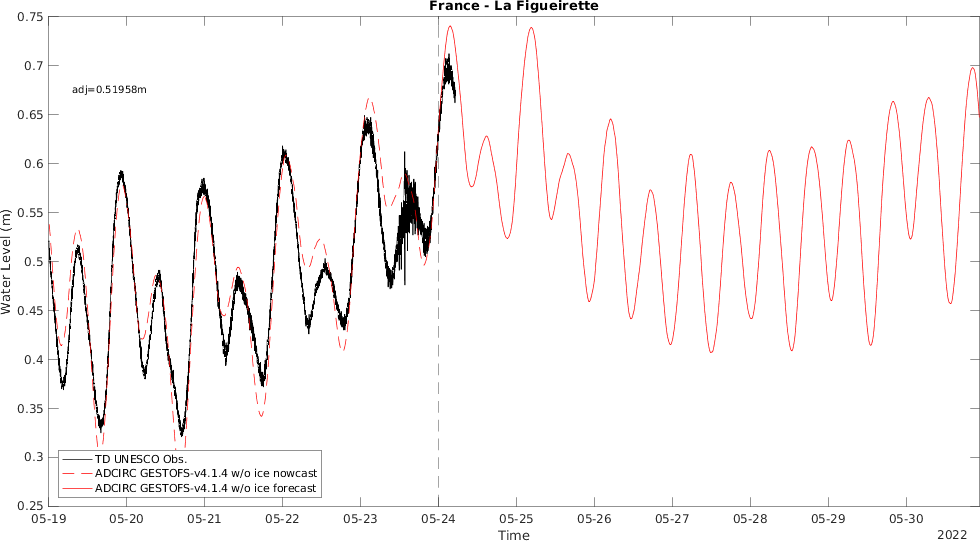 France - La Figueirette
0.75
0.7
0.65
0.6
0.55
0.5
0.45
0.4
0.35
0.3
0.25
Water Level (m)
adj=0.51958m
TD UNESCO Obs.
ADCIRC GESTOFS-v4.1.4 w/o ice nowcast
ADCIRC GESTOFS-v4.1.4 w/o ice forecast
05-19 05-20 05-21 05-22 05-23 05-24 05-25 05-26 05-27 05-28 05-29 05-30
Time
2022